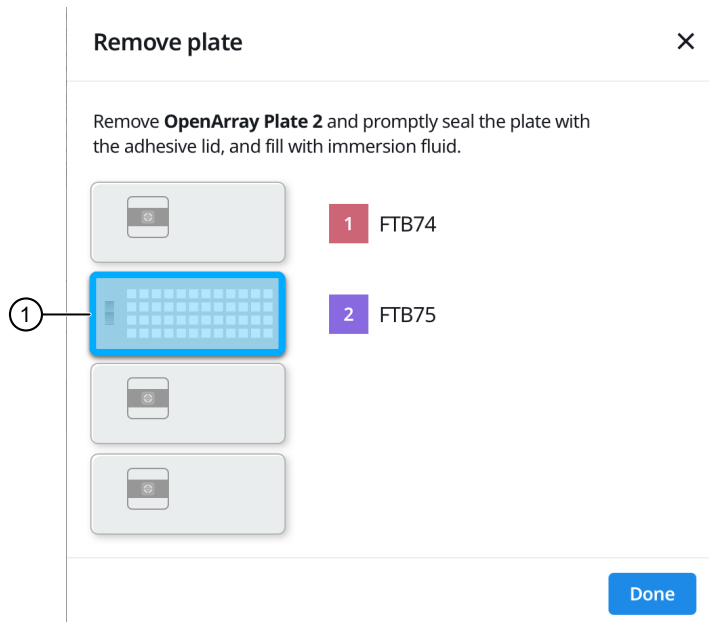 Remove plate
Remove OpenArray Plate 2 and promptly seal the plate with
the adhesive lid, and fill with immersion fluid.
1 FTB74
1
2 FTB75
Done